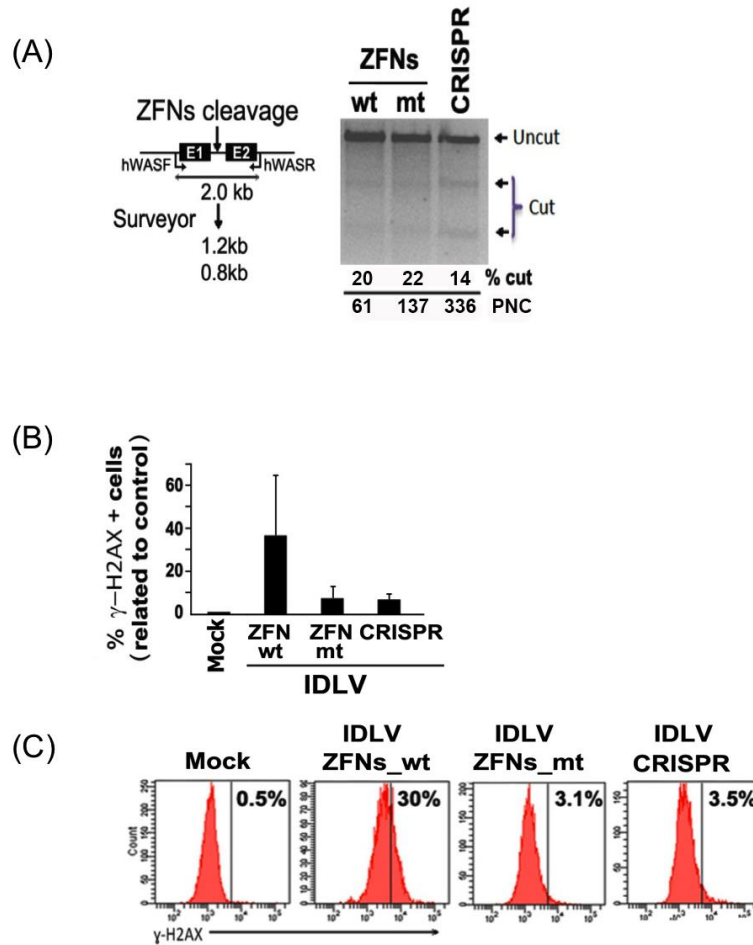 (A)
ZFNs cleavage
E1 E2
hWASF hWASR
2.0 kb
Surveyor
1.2kb
0.8kb
ZFNs
CRISPR
wt mt
Uncut
Cut
20 22 14 % cut
61 137 336 PNC
(B)
% γ–H2AX + cells
(related to control)
60
40
20
0
Mock
ZFN wt
ZFN mt
CRISPR
IDLV
(C)
Mock
IDLV
ZFNs_wt
IDLV
ZFNs_mt
IDLV
CRISPR
0.5% 30% 3.1% 3.5%
Count
γ-H2AX